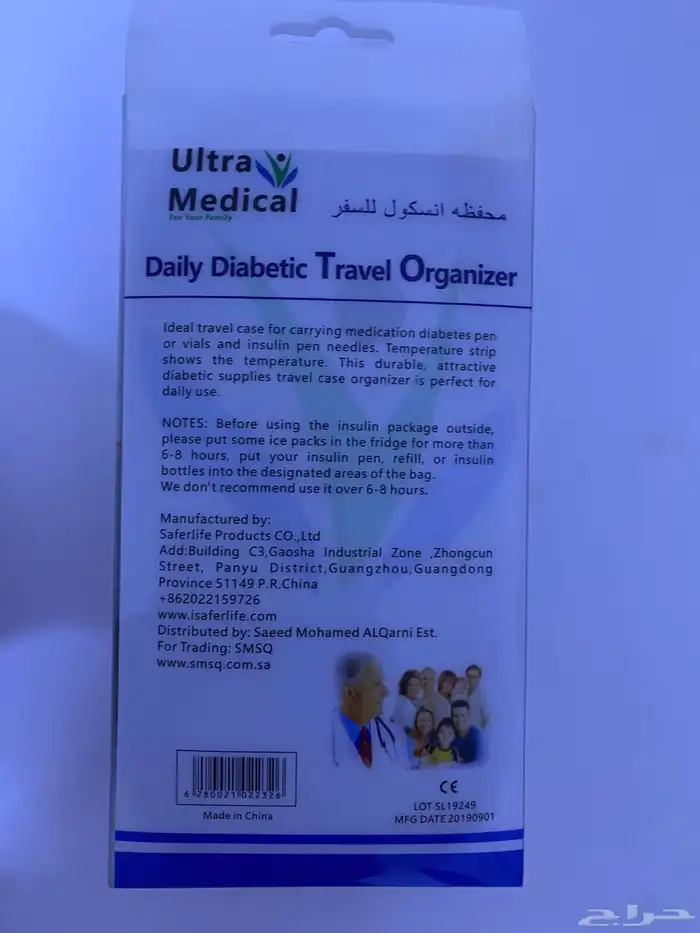 Ultra
Medical
For Your Family
محفظه انسكول للسفر
Daily Diabetic Travel Organizer
Ideal travel case for carrying medication diabetes pen
or vials and insulin pen needles. Temperature strip
shows the temperature. This durable, attractive
diabetic supplies travel case organizer is perfect for
daily use.
NOTES: Before using the insulin package outside,
please put some ice packs in the fridge for more than
6-8 hours, put your insulin pen, refill, or insulin
bottles into the designated areas of the bag.
We don't recommend use it over 6-8 hours.
Manufactured by:
Saferlife Products CO.,Ltd
Add:Building C3,Gaosha Industrial Zone ,Zhongcun
Street, Panyu District,Guangzhou,Guangdong
Province 51149 P.R.China
+862022159726
www.isaferlife.com
Distributed by: Saeed Mohamed ALQarni Est.
For Trading: SMSQ
www.smsq.com.sa
6 280021 022326
Made in China
CE
LOT SL19249
MFG DATE 20190901
حراج